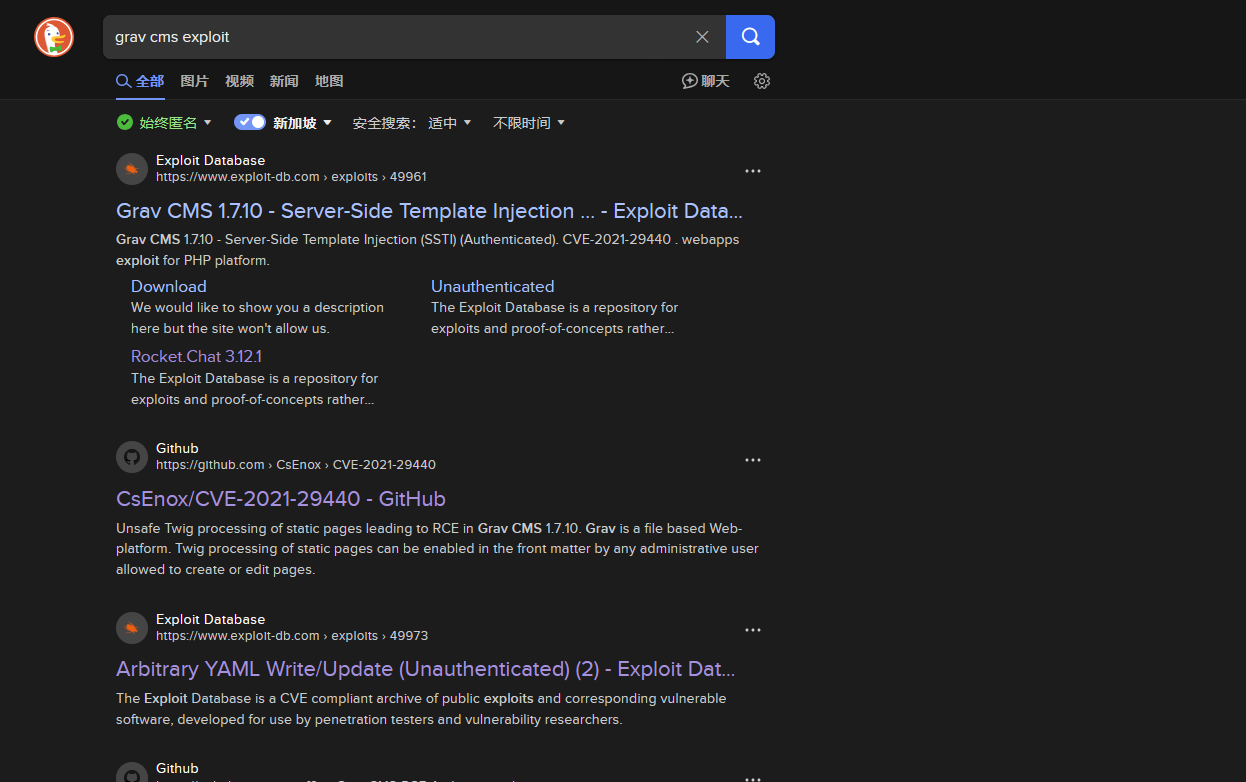 grav cms exploit
全部 图片 视频 新闻 地图 聊天
始终匿名 新加坡 安全搜索： 适中 不限时间
Exploit Database
https://www.exploit-db.com › exploits › 49961
Grav CMS 1.7.10 - Server-Side Template Injection ... - Exploit Data...
Grav CMS 1.7.10 - Server-Side Template Injection (SSTI) (Authenticated). CVE-2021-29440 . webapps
exploit for PHP platform.
Download
We would like to show you a description
here but the site won't allow us.
Unauthenticated
The Exploit Database is a repository for
exploits and proof-of-concepts rather...
Rocket.Chat 3.12.1
The Exploit Database is a repository for
exploits and proof-of-concepts rather...
Github
https://github.com › CsEnox › CVE-2021-29440
CsEnox/CVE-2021-29440 - GitHub
Unsafe Twig processing of static pages leading to RCE in Grav CMS 1.7.10. Grav is a file based Web-
platform. Twig processing of static pages can be enabled in the front matter by any administrative user
allowed to create or edit pages.
Exploit Database
https://www.exploit-db.com › exploits › 49973
Arbitrary YAML Write/Update (Unauthenticated) (2) - Exploit Dat...
The Exploit Database is a CVE compliant archive of public exploits and corresponding vulnerable
software, developed for use by penetration testers and vulnerability researchers.
Github